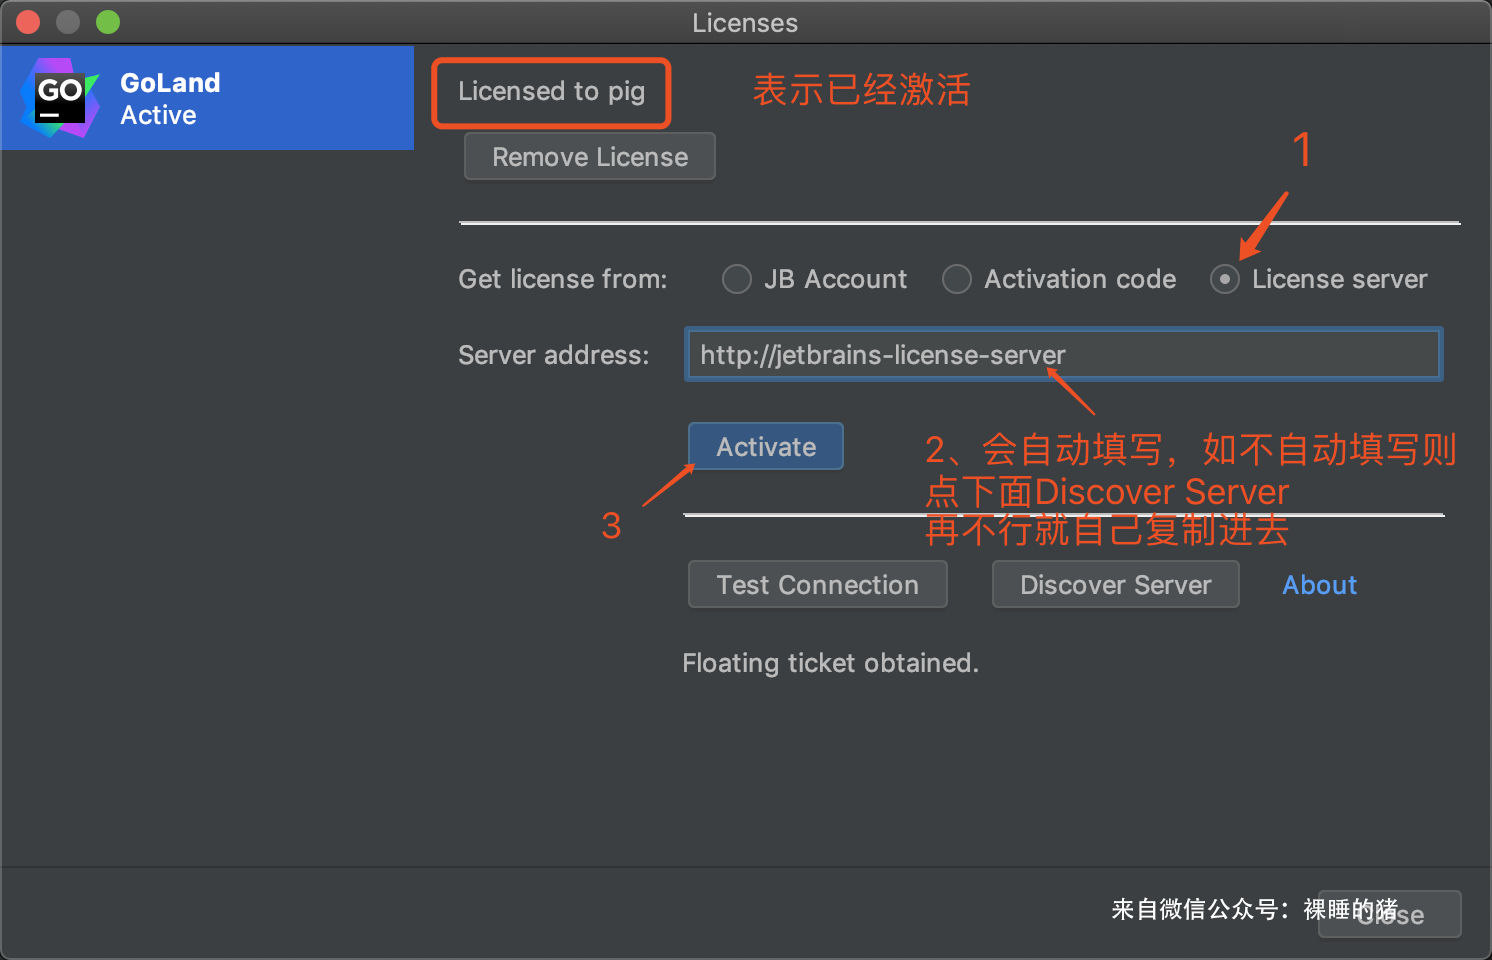 Licenses
GO
GoLand
Active
Licensed to pig
表示已经激活
Remove License
1
Get license from:
JB Account
Activation code
License server
Server address:
http://jetbrains-license-server
Activate
2、会自动填写，如不自动填写则
点下面Discover Server
再不行就自己复制进去
3
Test Connection
Discover Server
About
Floating ticket obtained.
来自微信公众号：裸睡的猪
Close